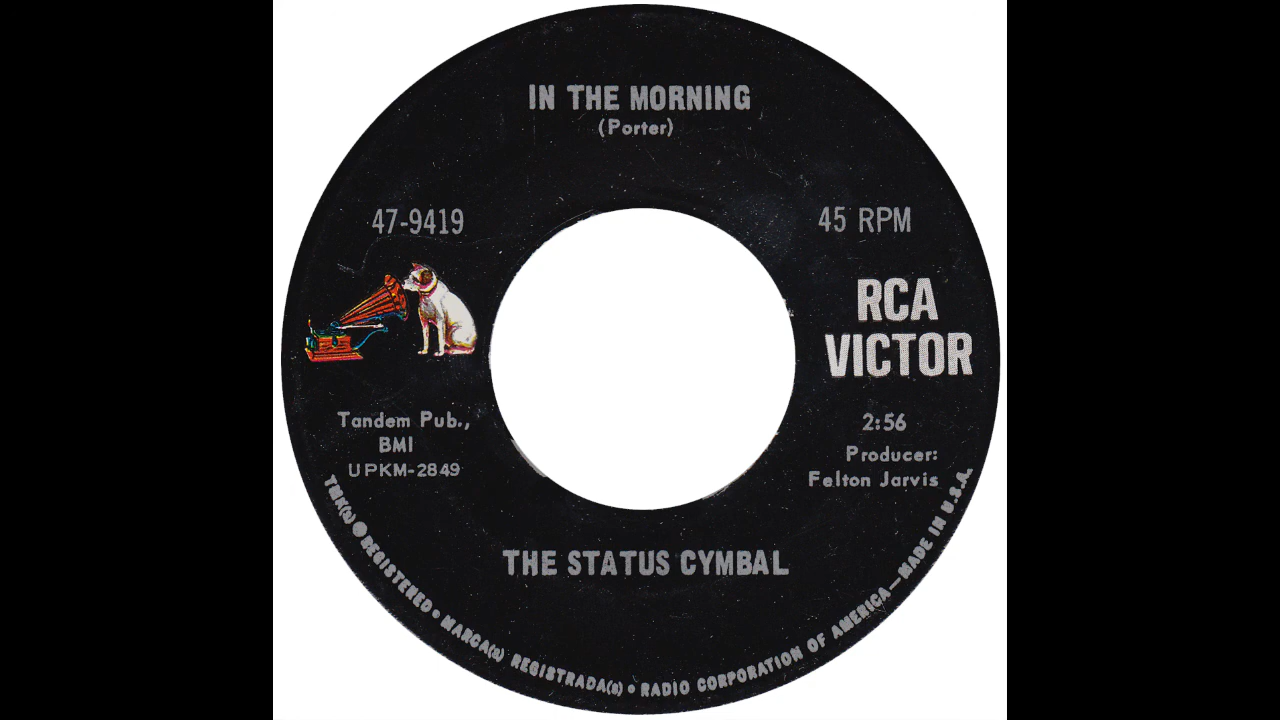 IN THE MORNING
(Porter)
47-9419
45 RPM
RCA
VICTOR
Tandem Pub.,
BMI
UPKM-2849
2:56
Producer:
Felton Jarvis
THE STATUS CYMBAL
TMK(s) ® REGISTERED • MARCA(s) REGISTRADA(s) • RADIO CORPORATION OF AMERICA—MADE IN U.S.A.